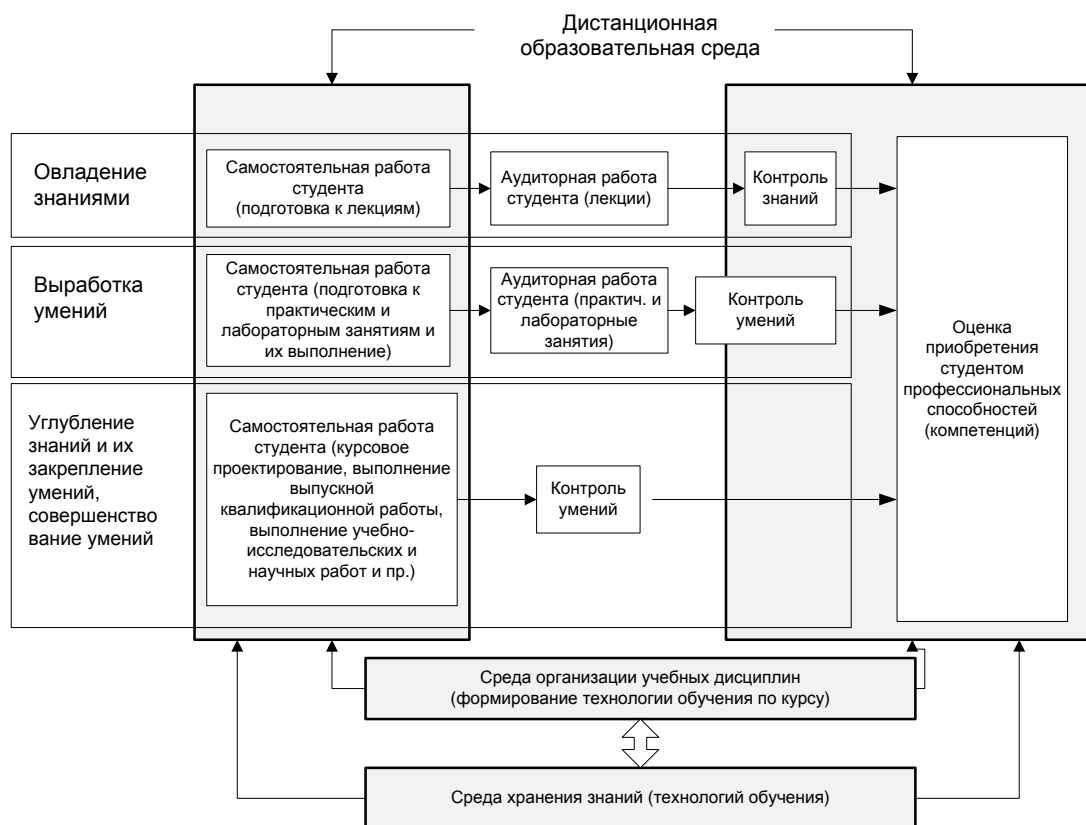 Дистанционная
образовательная среда
Овладение
знаниями
Самостоятельная работа
студента
(подготовка к лекциям)
Аудиторная работа
студента (лекции)
Контроль
знаний
Выработка
умений
Самостоятельная работа
студента (подготовка к
практическим и
лабораторным занятиям и
их выполнение)
Аудиторная работа
студента (практич. и
лабораторные
занятия)
Контроль
умений
Оценка
приобретения
студентом
профессиональных
способностей
(компетенций)
Углубление
знаний и их
закрепление
умений,
совершенство
вание умений
Самостоятельная работа
студента (курсовое
проектирование, выполнение
выпускной
квалификационной работы,
выполнение учебно-
исследовательских и
научных работ и пр.)
Контроль
умений
Среда организации учебных дисциплин
(формирование технологии обучения по курсу)
Среда хранения знаний (технологий обучения)